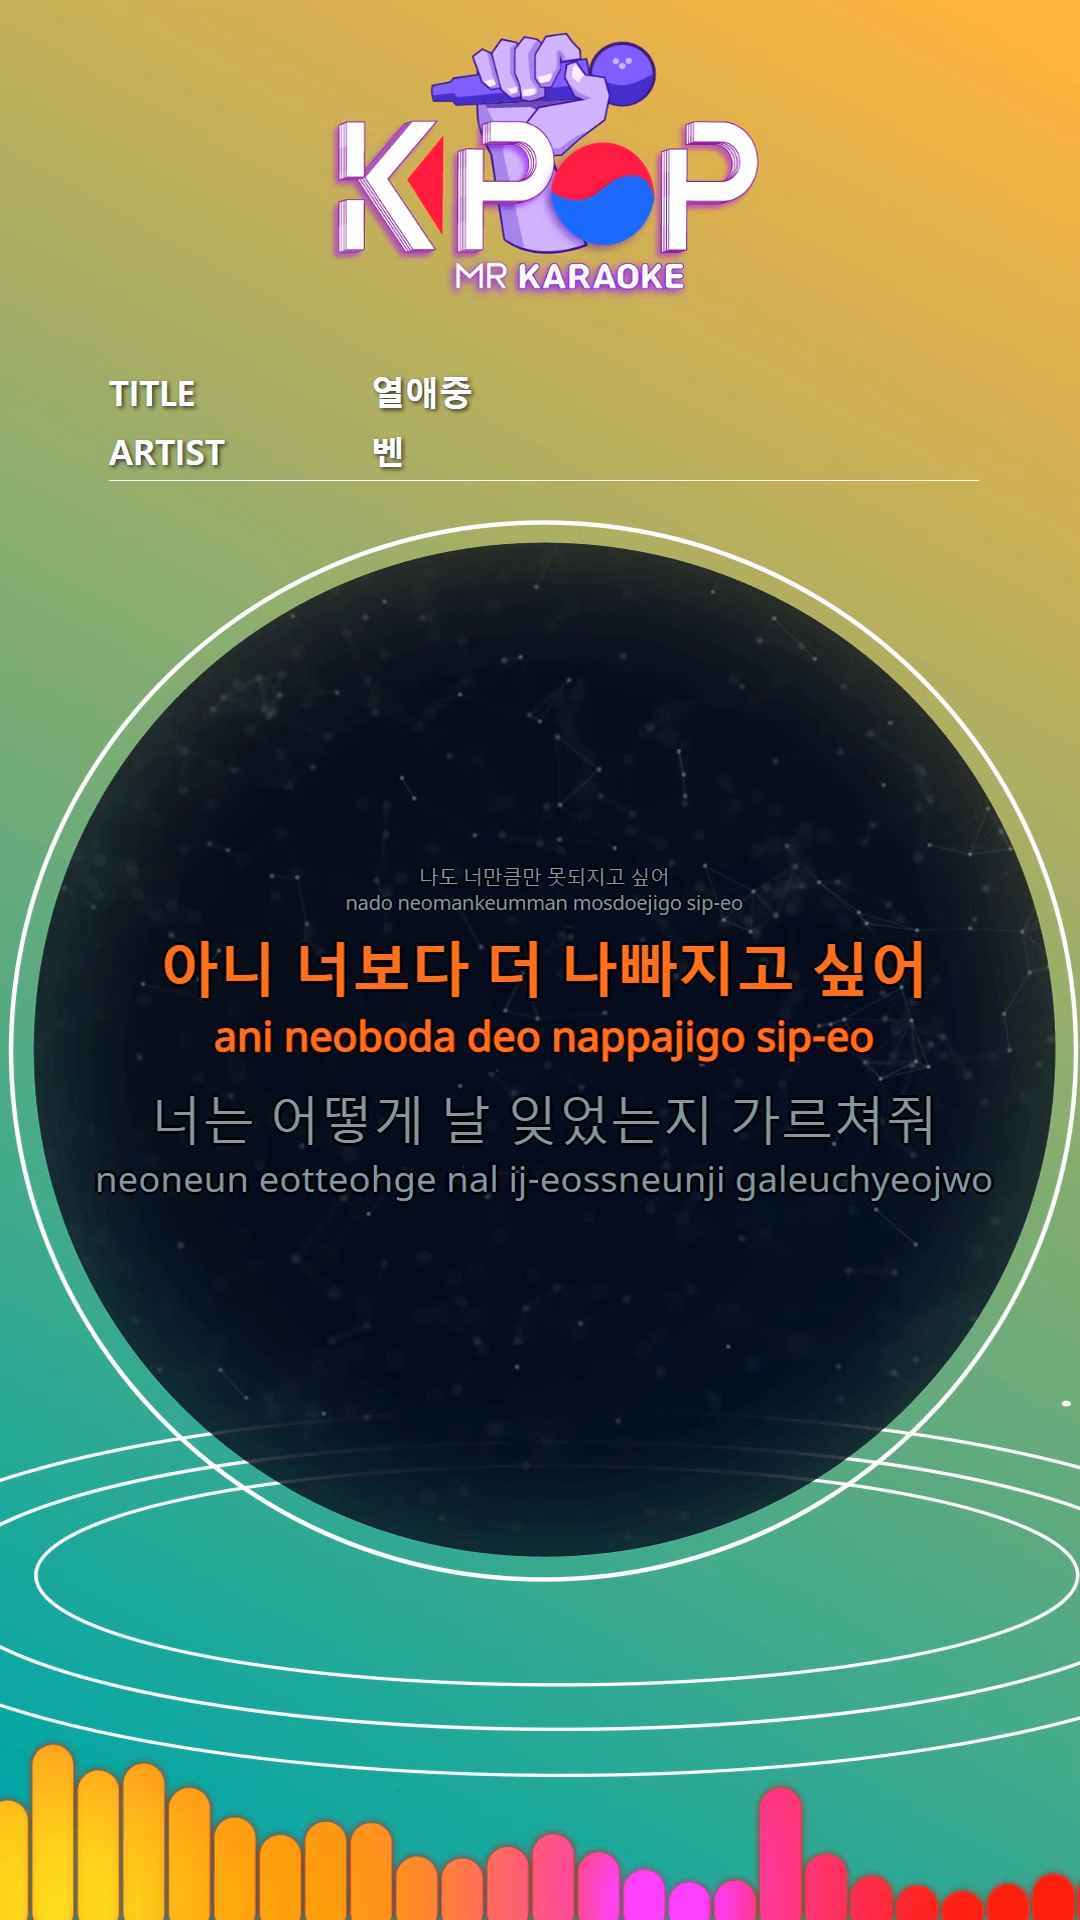 KPOP
MR KARAOKE
TITLE 열애중
ARTIST 벤
나도 너만큼만 못되지고 싶어
nado neomankeumman mosdoejigo sip-eo
아니 너보다 더 나빠지고 싶어
ani neoboda deo nappajigo sip-eo
너는 어떻게 날 잊었는지 가르쳐줘
neoneun eotteohge nal ij-eossneunji galeuchyeojwo